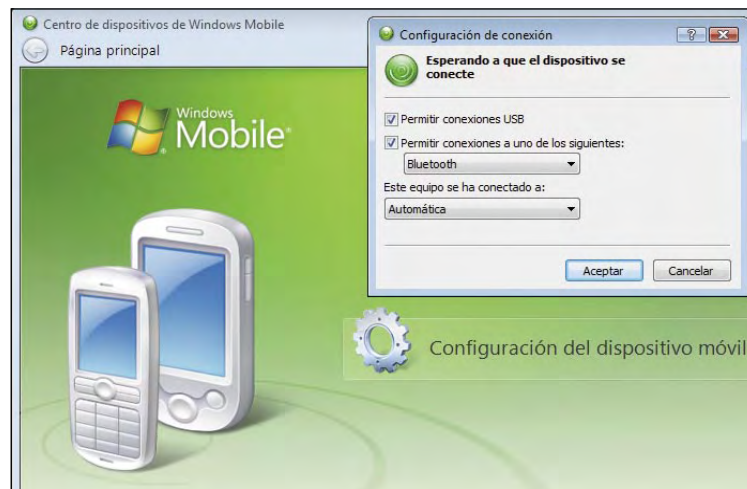 Centro de dispositivos de Windows Mobile
Página principal
Windows
Mobile®
Configuración de conexión
Esperando a que el dispositivo se
conecte
Permitir conexiones USB
Permitir conexiones a uno de los siguientes:
Bluetooth
Este equipo se ha conectado a:
Automática
Aceptar
Cancelar
Configuración del dispositivo móvil